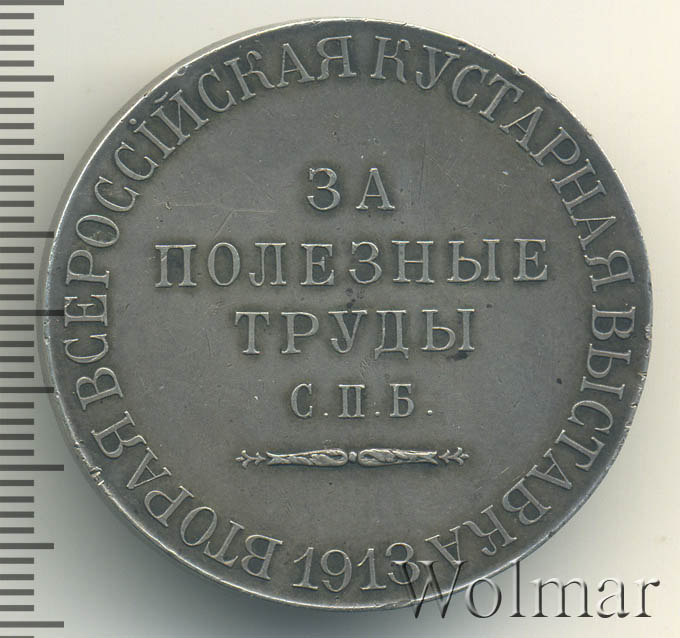 ВТОРАЯ ВСЕРОССІЙСКАЯ КУСТАРНАЯ ВЫСТАВКА
ЗА
ПОЛЕЗНЫЕ
ТРУДЫ
С.П.Б.
1913
Wolmar